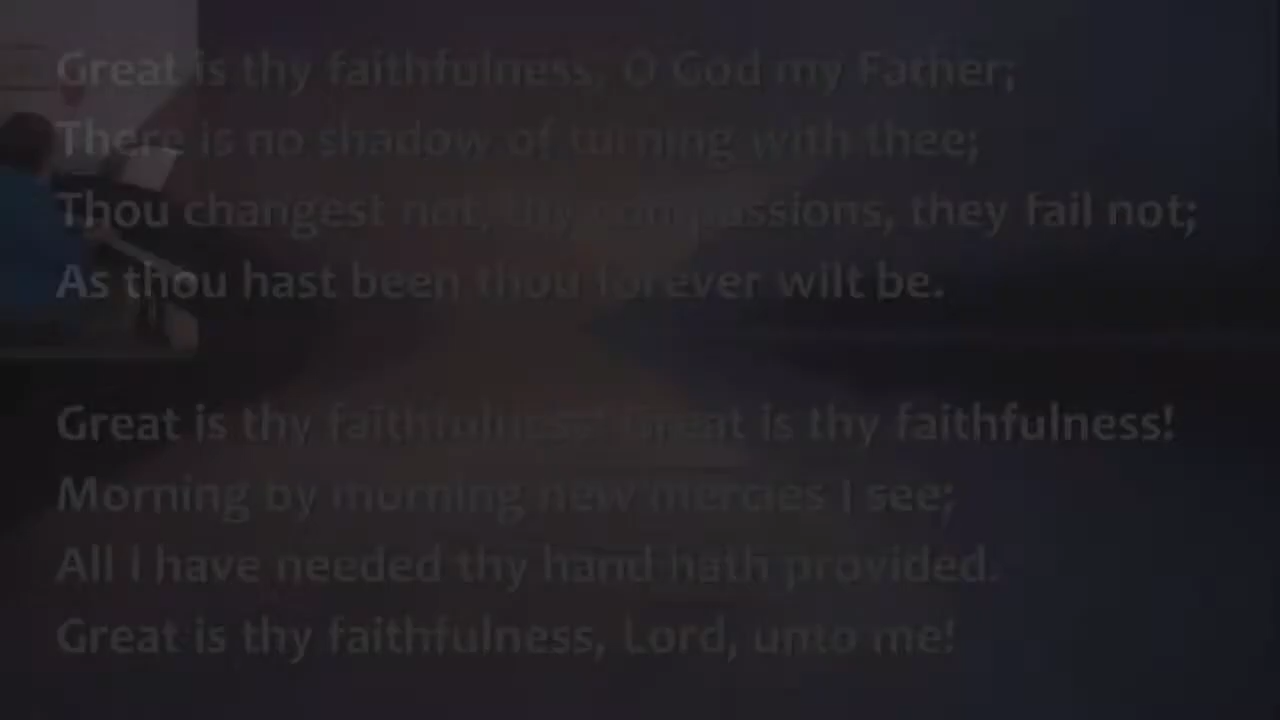 Great is thy faithfulness, O God my Father;
There is no shadow of turning with thee;
Thou changest not, thy compassions, they fail not;
As thou hast been thou forever wilt be.
Great is thy faithfulness! Great is thy faithfulness!
Morning by morning new mercies I see;
All I have needed thy hand hath provided.
Great is thy faithfulness, Lord, unto me!